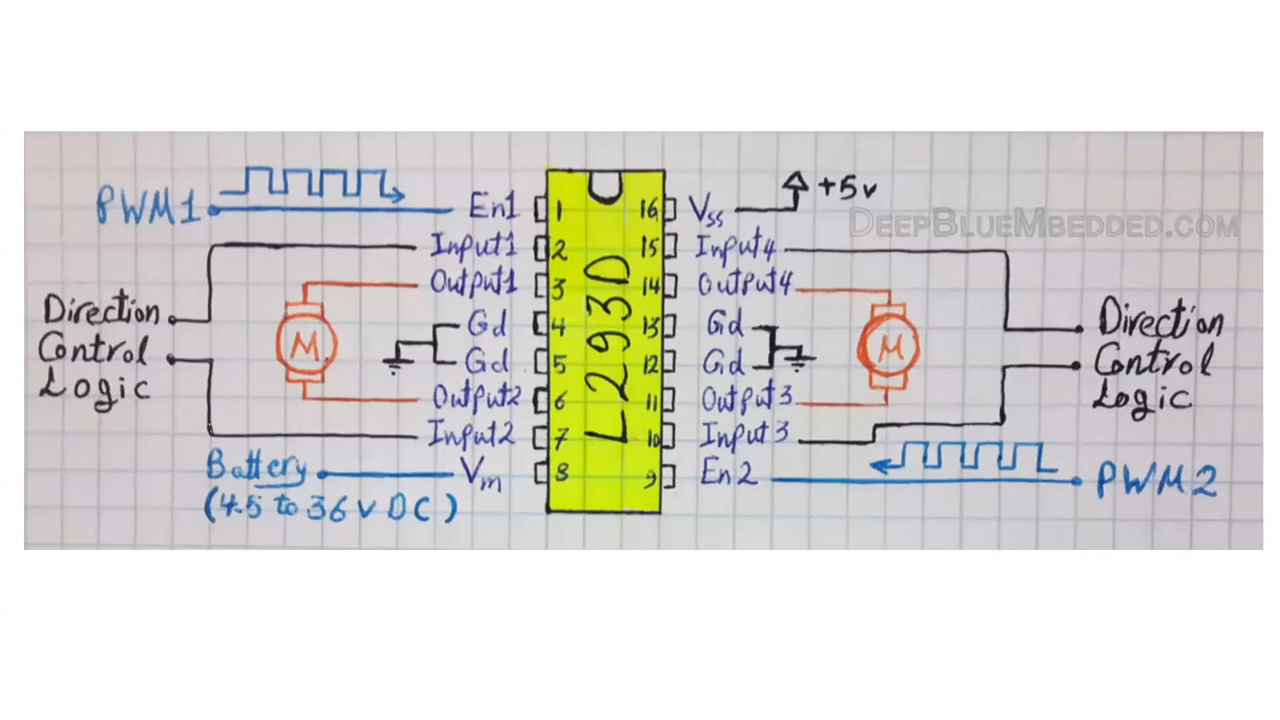 PWM1
En1
Input1
Output1
Gd
Gd
Output2
Input2
Vm
Direction
Control
Logic
M
Battery
(4.5 to 36 V DC)
1
2
3
4
5
6
7
8
L293D
16
15
14
13
12
11
10
9
Vss
+5v
DEEPBLUEMBEDDED.COM
Input4
Output4
Gd
Gd
Output3
Input3
En2
M
Direction
Control
Logic
PWM2